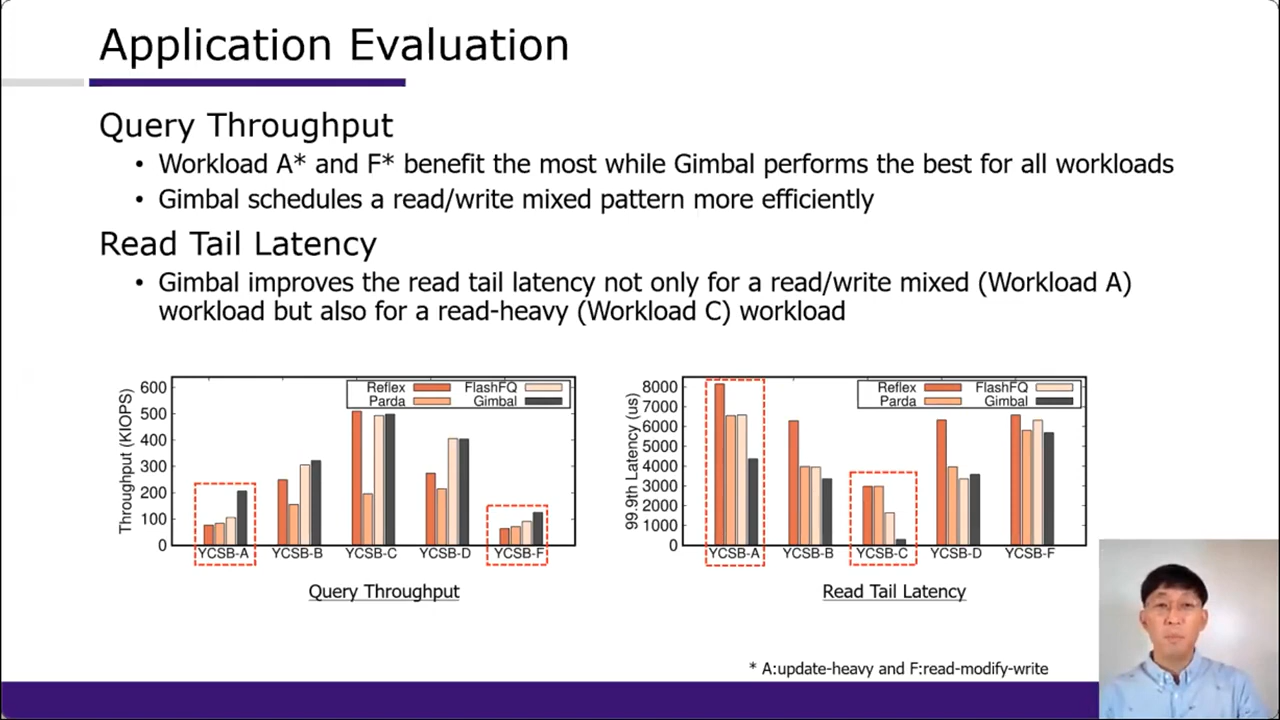 Application Evaluation
Query Throughput
• Workload A* and F* benefit the most while Gimbal performs the best for all workloads
• Gimbal schedules a read/write mixed pattern more efficiently
Read Tail Latency
• Gimbal improves the read tail latency not only for a read/write mixed (Workload A)
workload but also for a read-heavy (Workload C) workload
Throughput (KIOPS)
600
500
400
300
200
100
0
Reflex FlashFQ
Parda Gimbal
YCSB-A YCSB-B YCSB-C YCSB-D YCSB-F
Query Throughput
99.9th Latency (us)
8000
7000
6000
5000
4000
3000
2000
1000
0
Reflex FlashFQ
Parda Gimbal
YCSB-A YCSB-B YCSB-C YCSB-D YCSB-F
Read Tail Latency
* A:update-heavy and F:read-modify-write